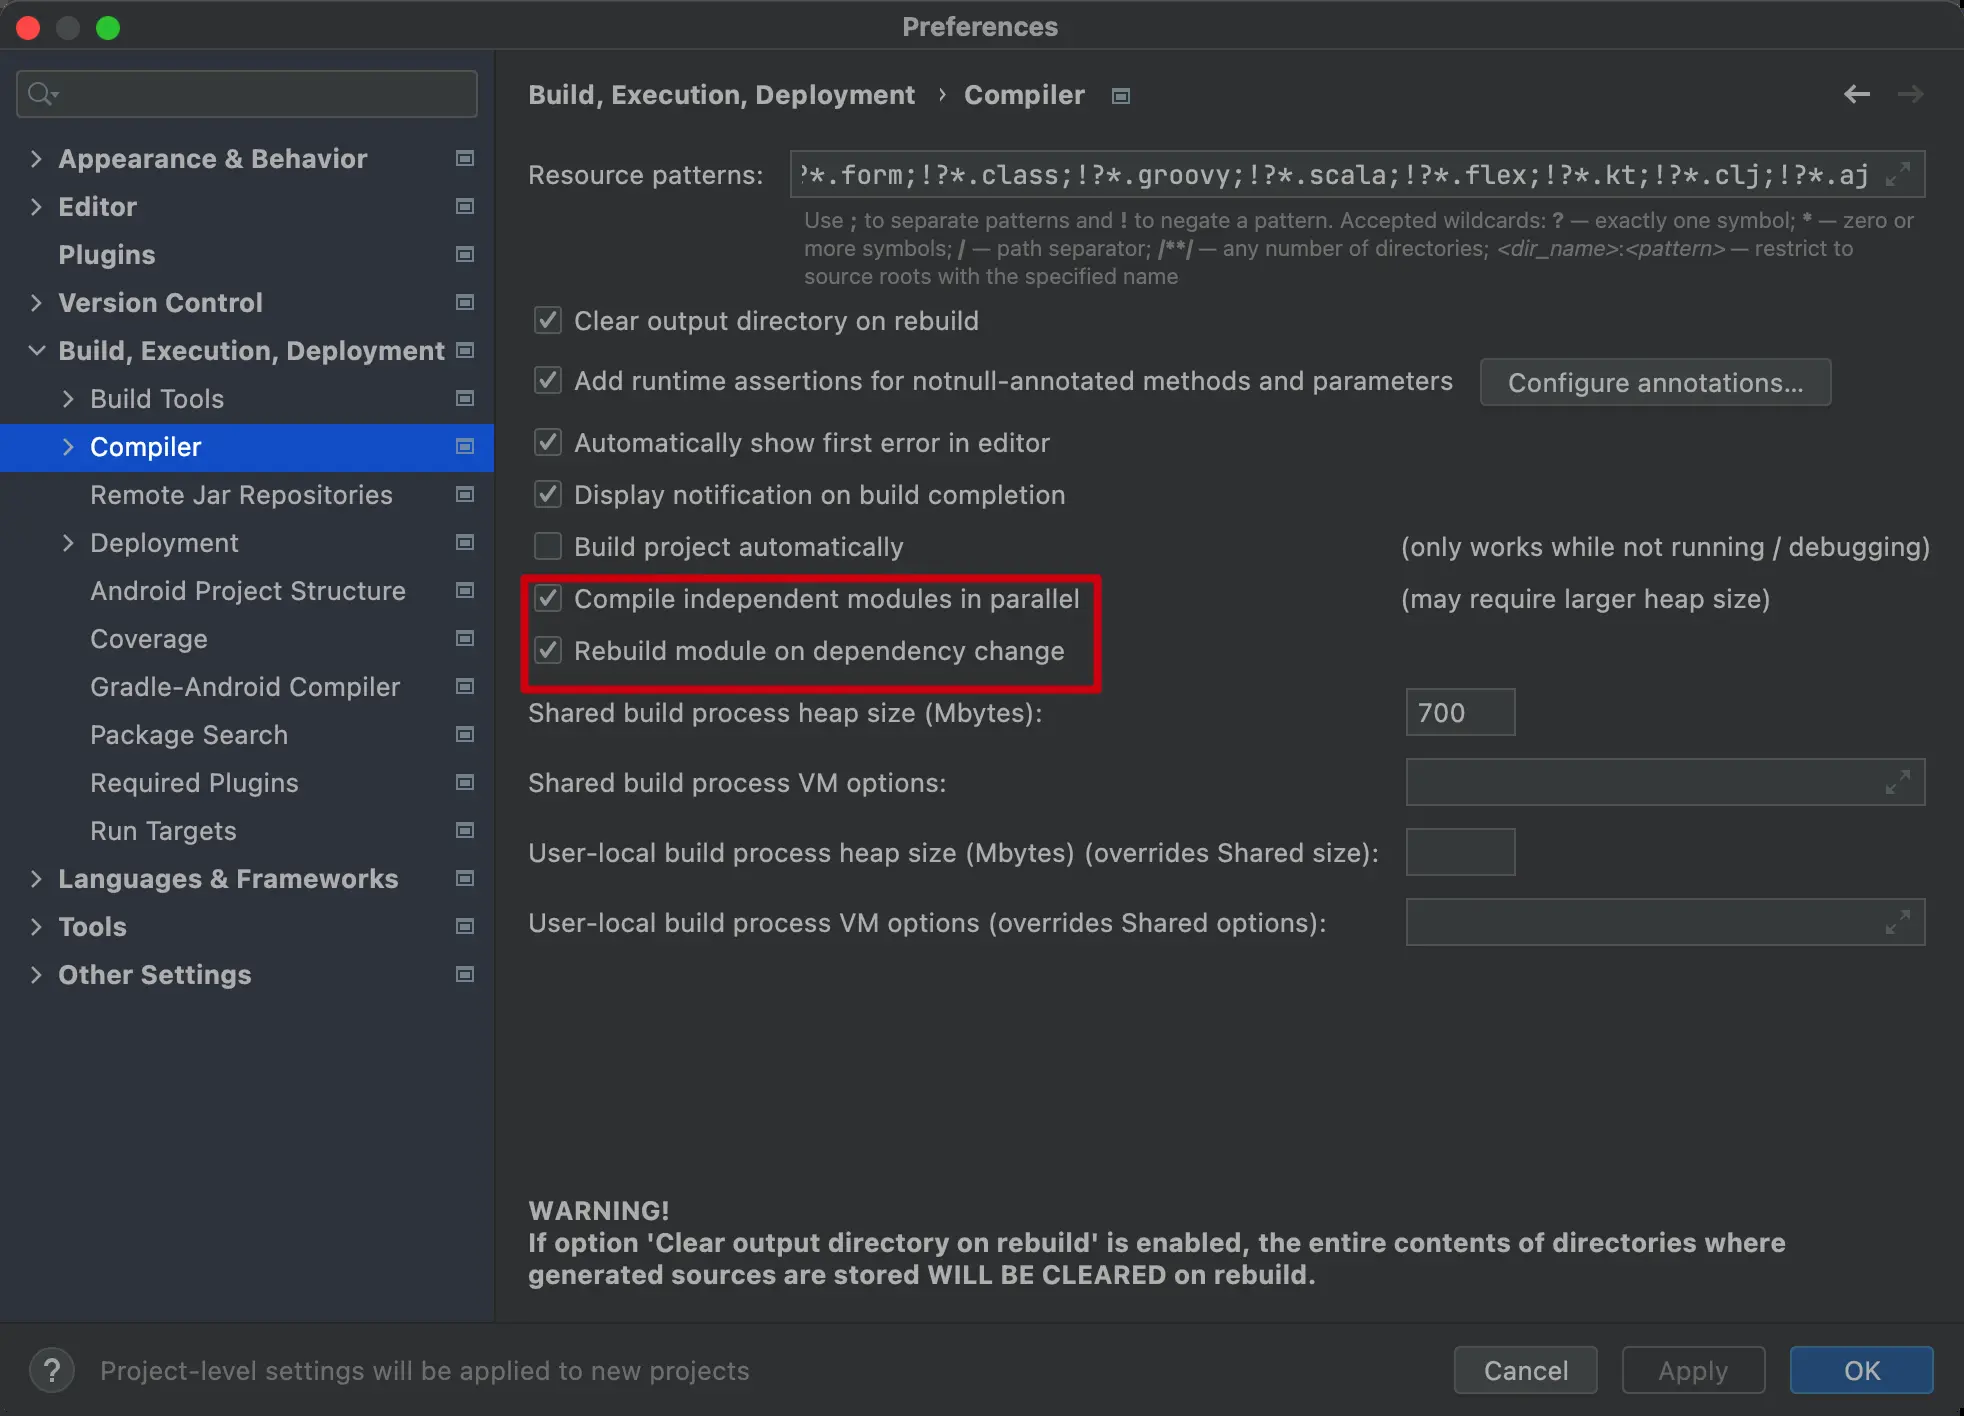 Preferences
Appearance & Behavior
Editor
Plugins
Version Control
Build, Execution, Deployment
Build Tools
Compiler
Remote Jar Repositories
Deployment
Android Project Structure
Coverage
Gradle-Android Compiler
Package Search
Required Plugins
Run Targets
Languages & Frameworks
Tools
Other Settings
Build, Execution, Deployment › Compiler
Resource patterns: ?*.form;!?*.class;!?*.groovy;!?*.scala;!?*.flex;!?*.kt;!?*.clj;!?*.aj
Use ; to separate patterns and ! to negate a pattern. Accepted wildcards: ? — exactly one symbol; * — zero or
more symbols; / — path separator; /**/ — any number of directories; <dir_name>:<pattern> — restrict to
source roots with the specified name
Clear output directory on rebuild
Add runtime assertions for notnull-annotated methods and parameters Configure annotations...
Automatically show first error in editor
Display notification on build completion
Build project automatically (only works while not running / debugging)
Compile independent modules in parallel (may require larger heap size)
Rebuild module on dependency change
Shared build process heap size (Mbytes): 700
Shared build process VM options:
User-local build process heap size (Mbytes) (overrides Shared size):
User-local build process VM options (overrides Shared options):
WARNING!
If option 'Clear output directory on rebuild' is enabled, the entire contents of directories where
generated sources are stored WILL BE CLEARED on rebuild.
? Project-level settings will be applied to new projects
Cancel Apply OK